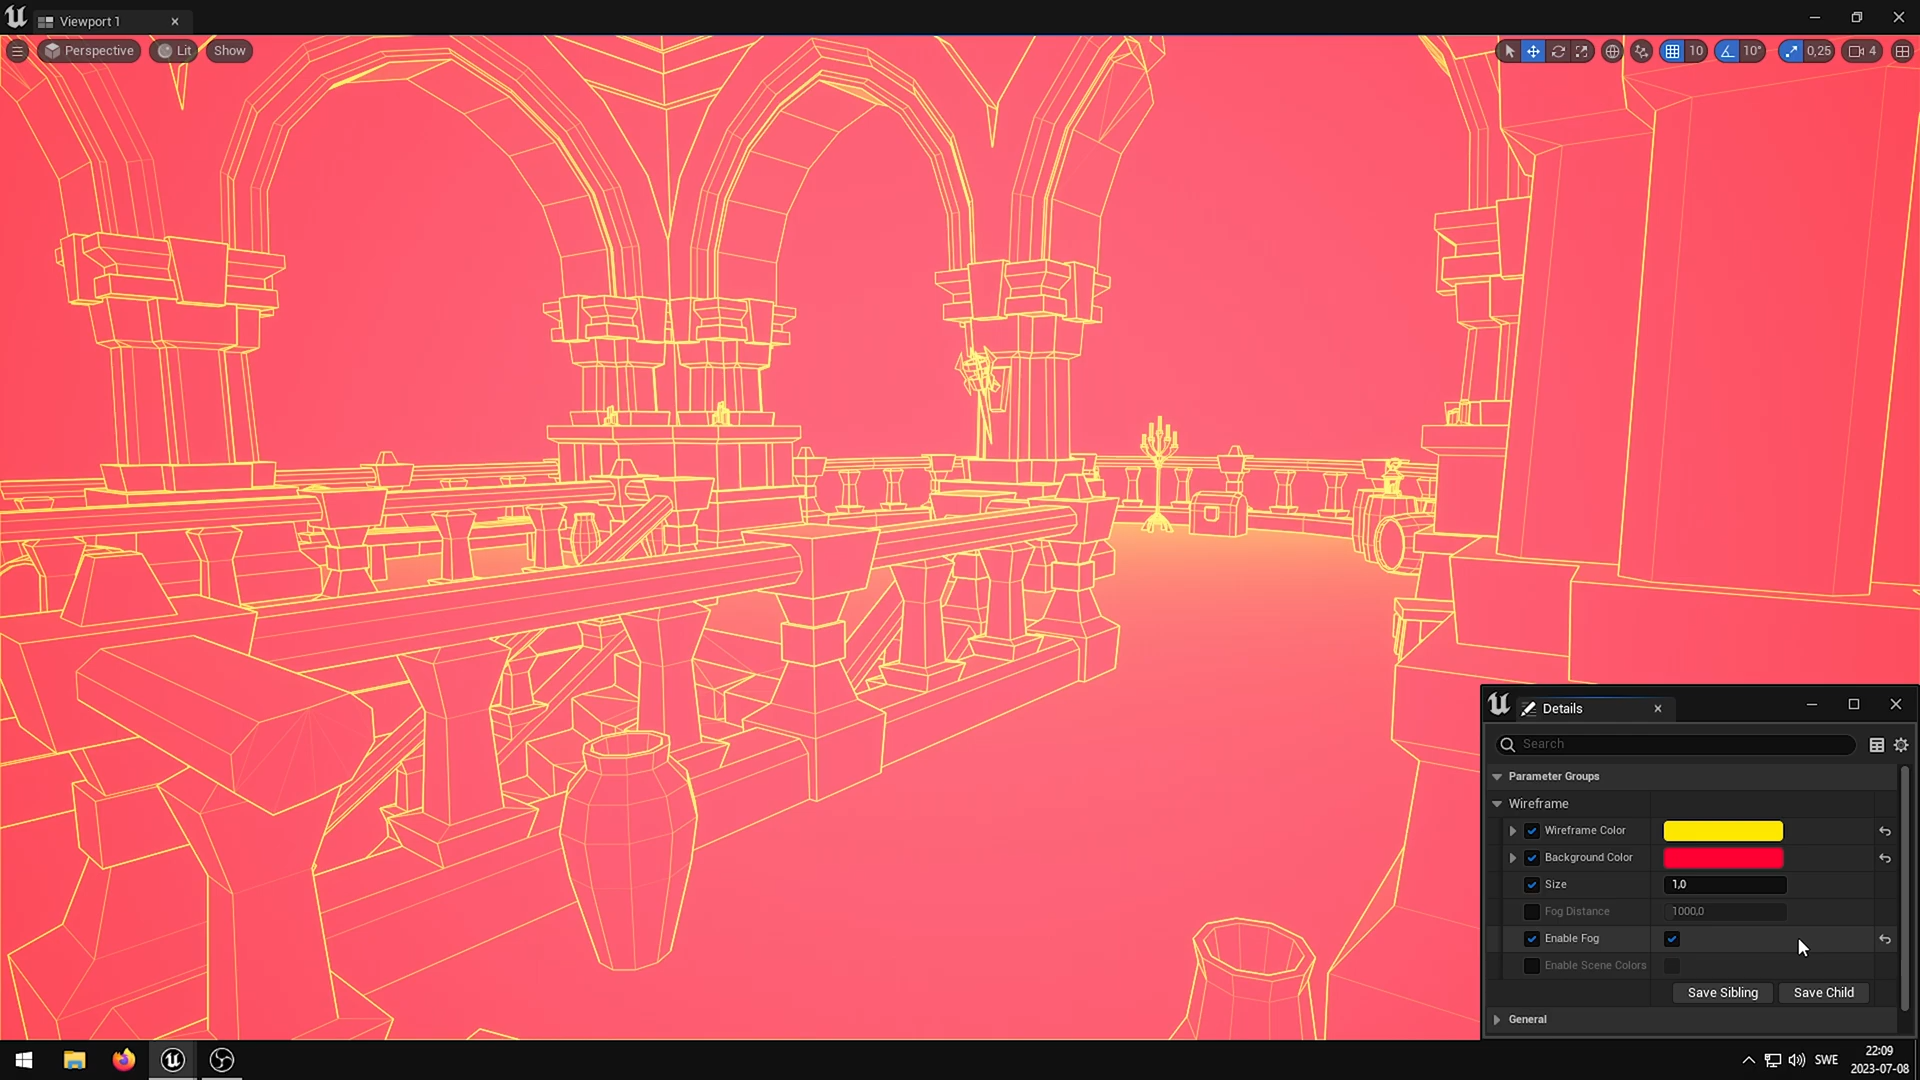 Viewport 1
Perspective
Lit
Show
10
10°
0,25
4
Details
Search
Parameter Groups
Wireframe
Wireframe Color
Background Color
Size
1,0
Fog Distance
1000,0
Enable Fog
Enable Scene Colors
Save Sibling
Save Child
General
SWE
22:09
2023-07-08